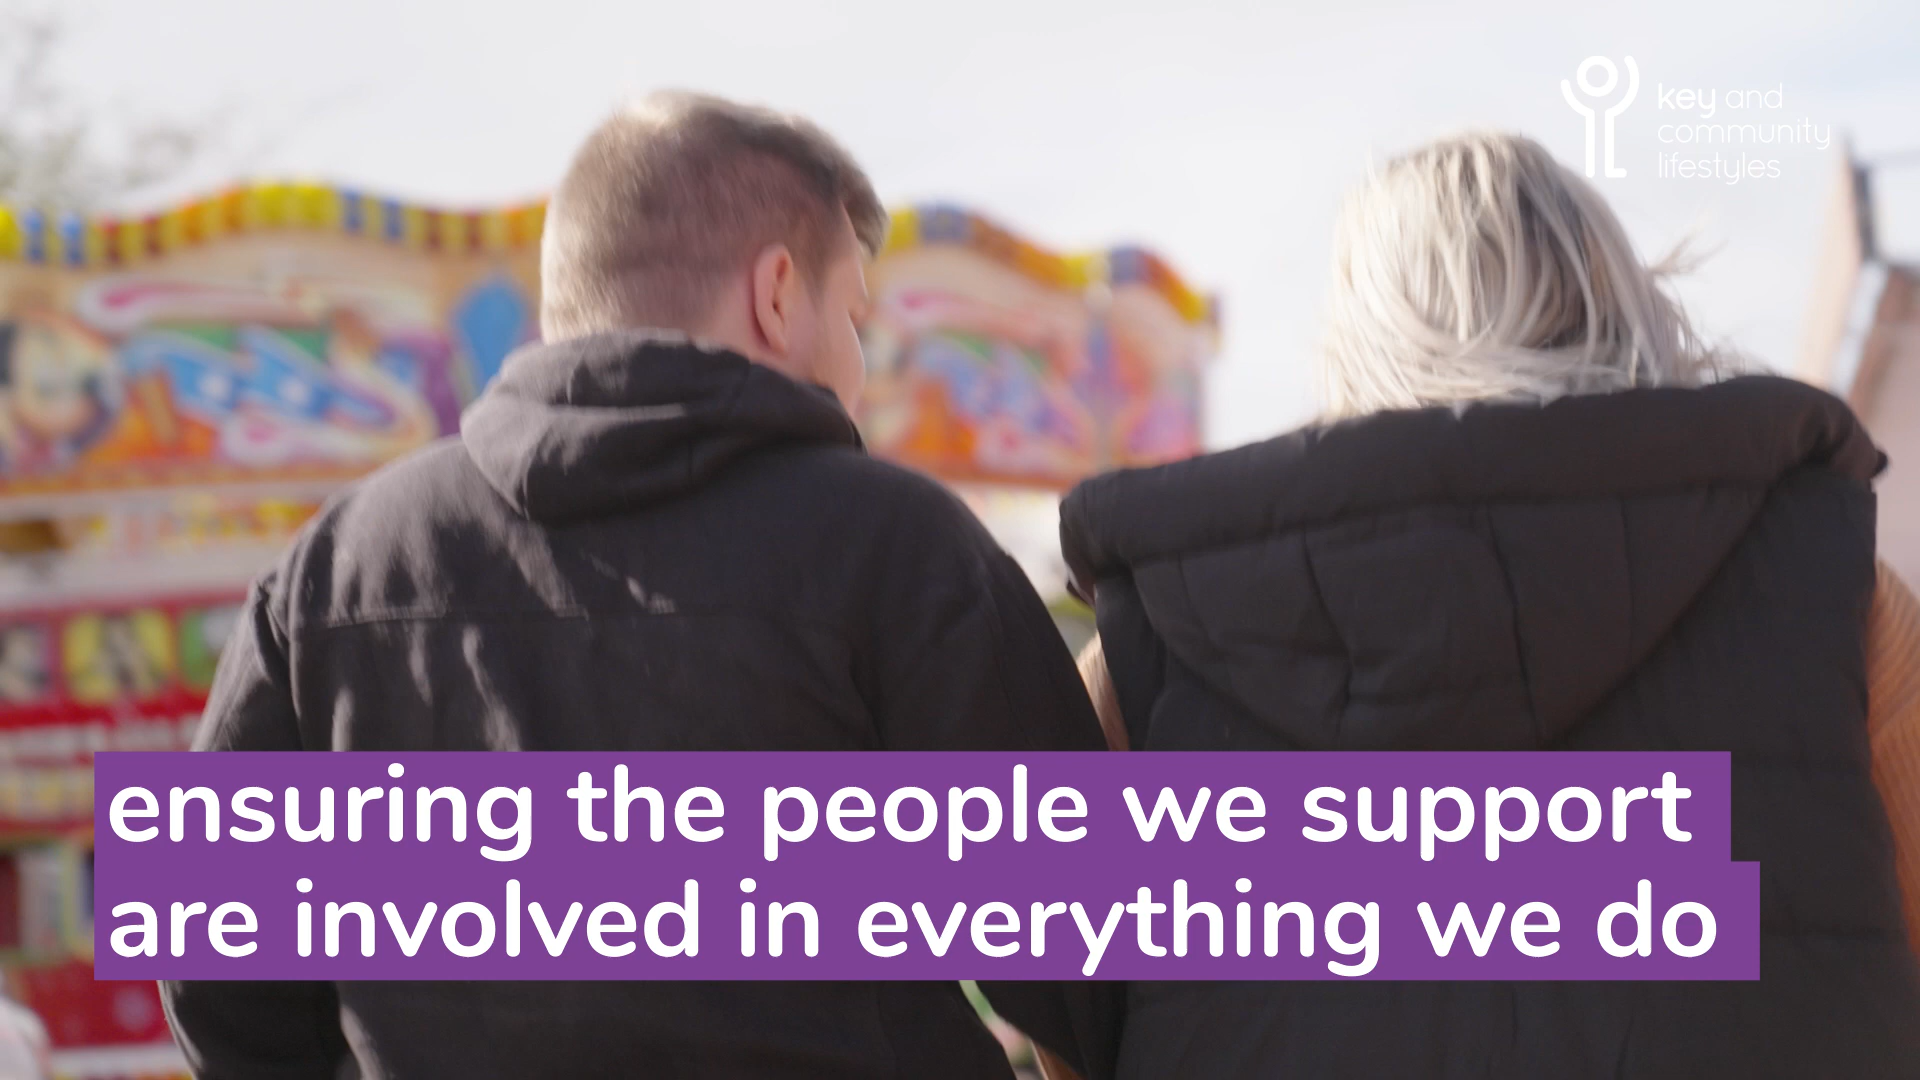 key and
community
lifestyles
ensuring the people we support
are involved in everything we do